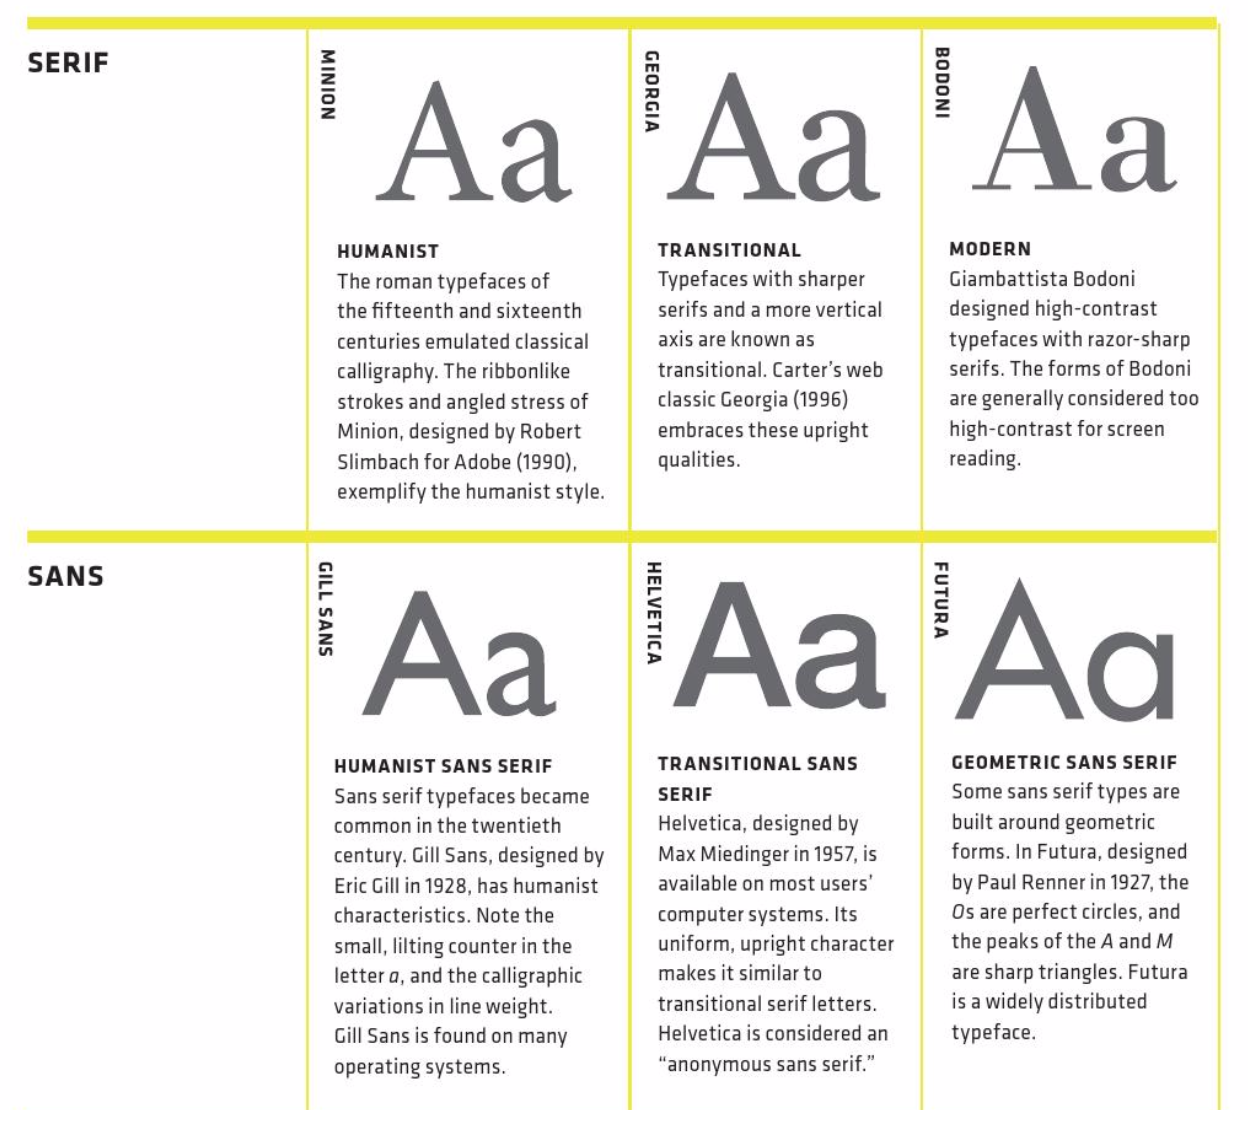 SERIF
MINION
Aa
HUMANIST
The roman typefaces of
the fifteenth and sixteenth
centuries emulated classical
calligraphy. The ribbonlike
strokes and angled stress of
Minion, designed by Robert
Slimbach for Adobe (1990),
exemplify the humanist style.
GEORGIA
Aa
TRANSITIONAL
Typefaces with sharper
serifs and a more vertical
axis are known as
transitional. Carter’s web
classic Georgia (1996)
embraces these upright
qualities.
BODONI
Aa
MODERN
Giambattista Bodoni
designed high-contrast
typefaces with razor-sharp
serifs. The forms of Bodoni
are generally considered too
high-contrast for screen
reading.
SANS
GILL SANS
Aa
HUMANIST SANS SERIF
Sans serif typefaces became
common in the twentieth
century. Gill Sans, designed by
Eric Gill in 1928, has humanist
characteristics. Note the
small, lilting counter in the
letter a, and the calligraphic
variations in line weight.
Gill Sans is found on many
operating systems.
HELVETICA
Aa
TRANSITIONAL SANS
SERIF
Helvetica, designed by
Max Miedinger in 1957, is
available on most users’
computer systems. Its
uniform, upright character
makes it similar to
transitional serif letters.
Helvetica is considered an
“anonymous sans serif.”
FUTURA
Aa
GEOMETRIC SANS SERIF
Some sans serif types are
built around geometric
forms. In Futura, designed
by Paul Renner in 1927, the
Os are perfect circles, and
the peaks of the A and M
are sharp triangles. Futura
is a widely distributed
typeface.